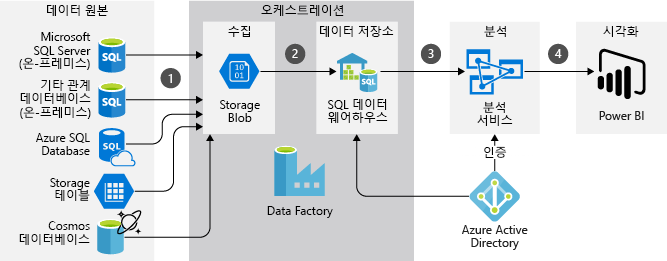 데이터 원본
Microsoft
SQL Server
(온-프레미스)
SQL
기타 관계
데이터베이스
(온-프레미스)
SQL
Azure SQL
Database
SQL
Storage
테이블
Cosmos
데이터베이스
1
오케스트레이션
수집
10
01
Storage
Blob
2
데이터 저장소
SQL
SQL 데이터
웨어하우스
Data Factory
3
분석
분석
서비스
인증
Azure Active
Directory
4
시각화
Power BI